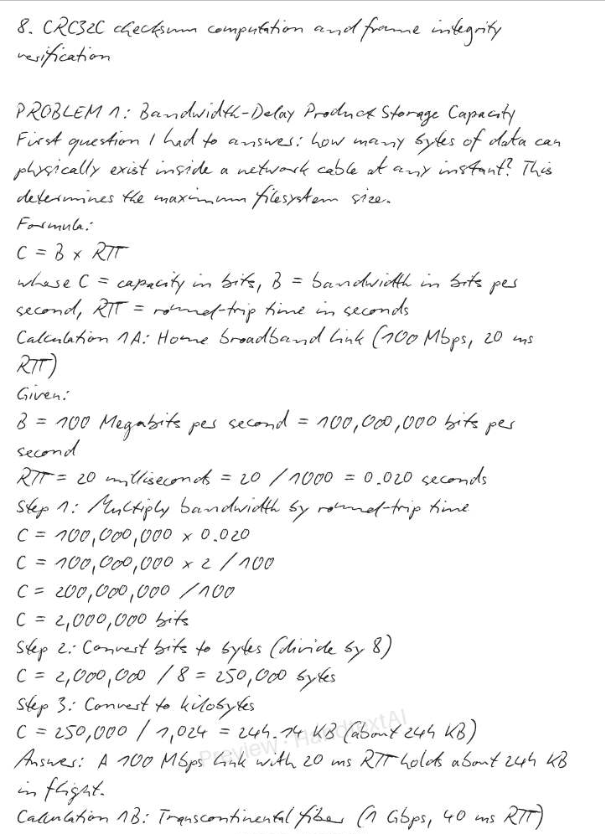 8. CRC32C checksum computation and frame integrity
verification
PROBLEM 1: Bandwidth-Delay Product Storage Capacity
First question I had to answer: how many bytes of data can
physically exist inside a network cable at any instant? This
determines the maximum filesystem size.
Formula:
C = B x RTT
where C = capacity in bits, B = bandwidth in bits per
second, RTT = round-trip time in seconds
Calculation 1A: Home broadband link (100 Mbps, 20 ms
RTT)
Given:
B = 100 Megabits per second = 100,000,000 bits per
second
RTT = 20 milliseconds = 20 / 1000 = 0.020 seconds
Step 1: Multiply bandwidth by round-trip time
C = 100,000,000 x 0.020
C = 100,000,000 x 2 / 100
C = 200,000,000 / 100
C = 2,000,000 bits
Step 2: Convert bits to bytes (divide by 8)
C = 2,000,000 / 8 = 250,000 bytes
Step 3: Convert to kilobytes
C = 250,000 / 1,024 = 244.14 KB (about 244 KB)
Answer: A 100 Mbps link with 20 ms RTT holds about 244 KB
in flight.
Calculation 1B: Transcontinental fiber (1 Gbps, 40 ms RTT)